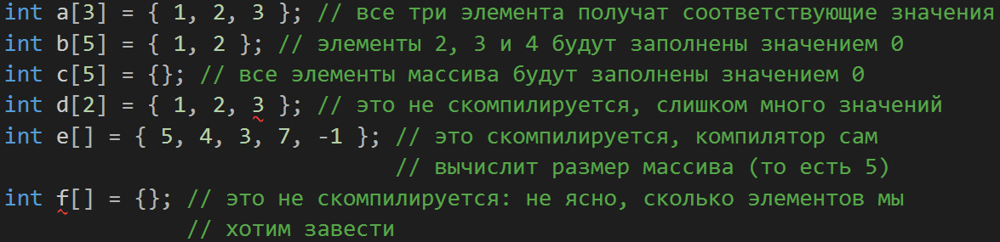 int a[3] = { 1, 2, 3 }; // все три элемента получат соответствующие значения
int b[5] = { 1, 2 }; // элементы 2, 3 и 4 будут заполнены значением 0
int c[5] = {}; // все элементы массива будут заполнены значением 0
int d[2] = { 1, 2, 3 }; // это не скомпилируется, слишком много значений
int e[] = { 5, 4, 3, 7, -1 }; // это скомпилируется, компилятор сам
// вычислит размер массива (то есть 5)
int f[] = {}; // это не скомпилируется: не ясно, сколько элементов мы
// хотим завести